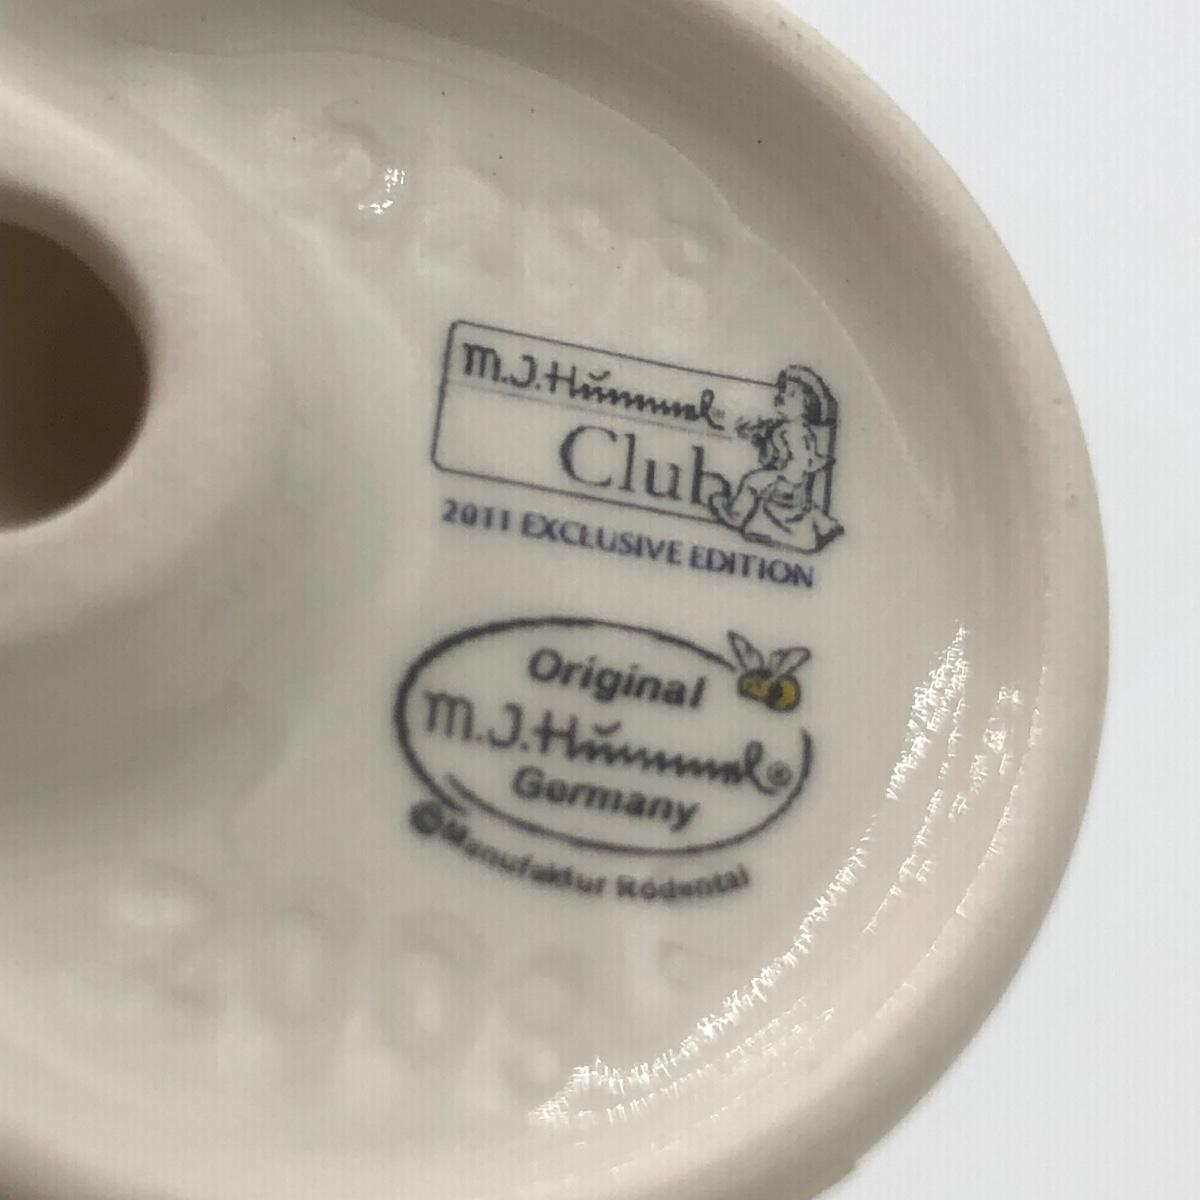 M.J.Hummel®
Club
2011 EXCLUSIVE EDITION
Original
M.J.Hummel®
Germany
© Manufaktur Rödental